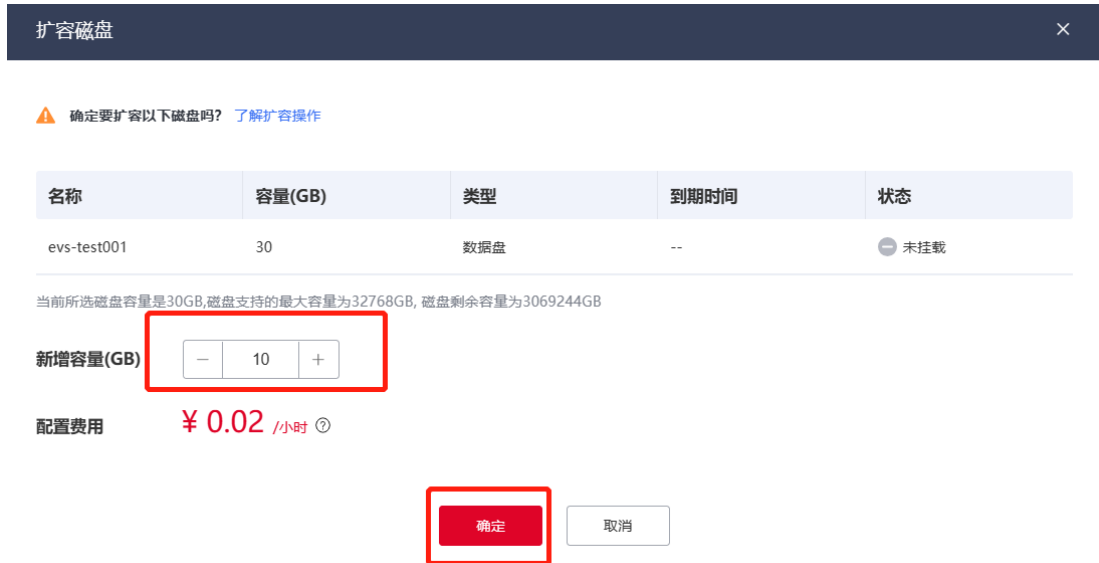 扩容磁盘
确定要扩容以下磁盘吗? 了解扩容操作
名称 容量(GB) 类型 到期时间 状态
evs-test001 30 数据盘 -- 未挂载
当前所选磁盘容量是30GB,磁盘支持的最大容量为32768GB, 磁盘剩余容量为3069244GB
新增容量(GB) 10
配置费用 ¥ 0.02 /小时
确定 取消